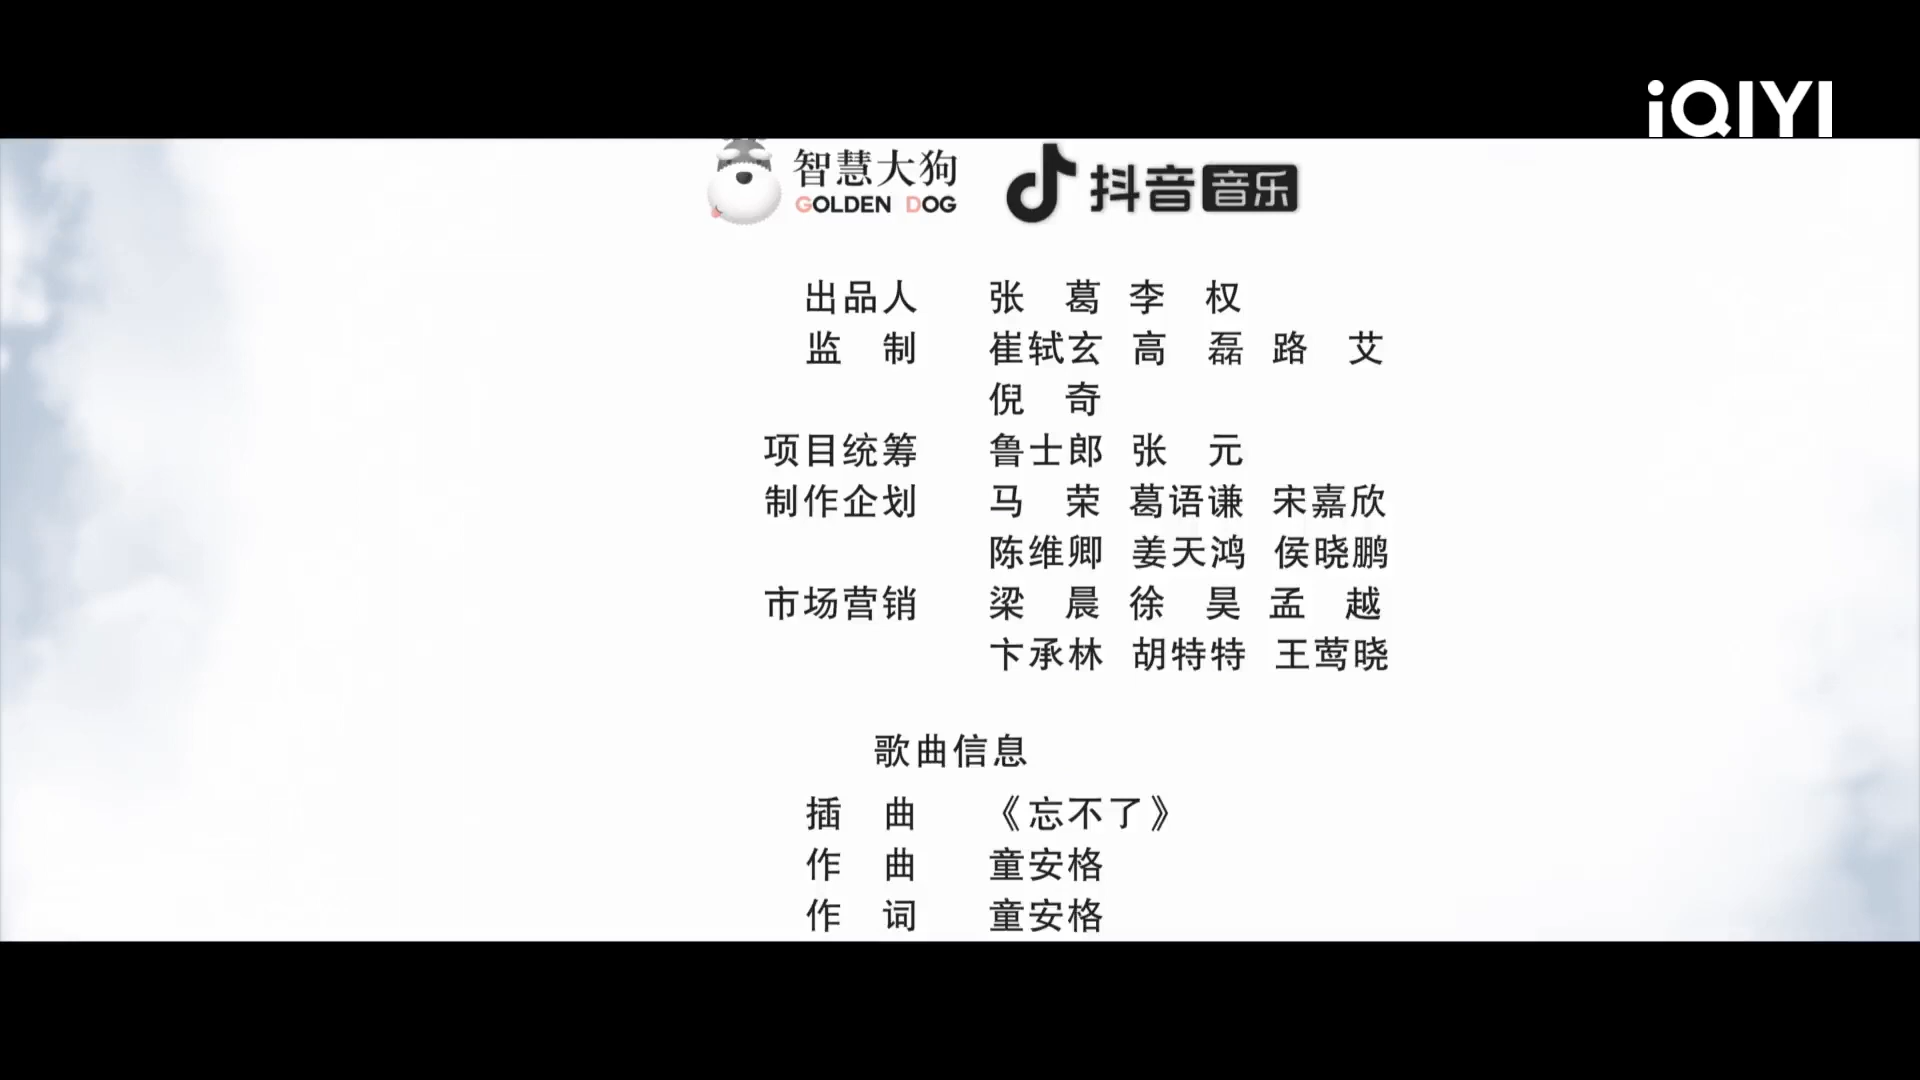 iQIYI
智慧大狗
GOLDEN DOG
抖音音乐
出品人 张 葛 李 权
监 制 崔轼玄 高 磊 路 艾
倪 奇
项目统筹 鲁士郎 张 元
制作企划 马 荣 葛语谦 宋嘉欣
陈维卿 姜天鸿 侯晓鹏
市场营销 梁 晨 徐 昊 孟 越
卞承林 胡特特 王莺晓
歌曲信息
插 曲 《忘不了》
作 曲 童安格
作 词 童安格